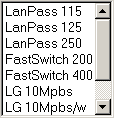 LanPass 115
LanPass 125
LanPass 250
FastSwitch 200
FastSwitch 400
LG 10Mpbs
LG 10Mpbs/w